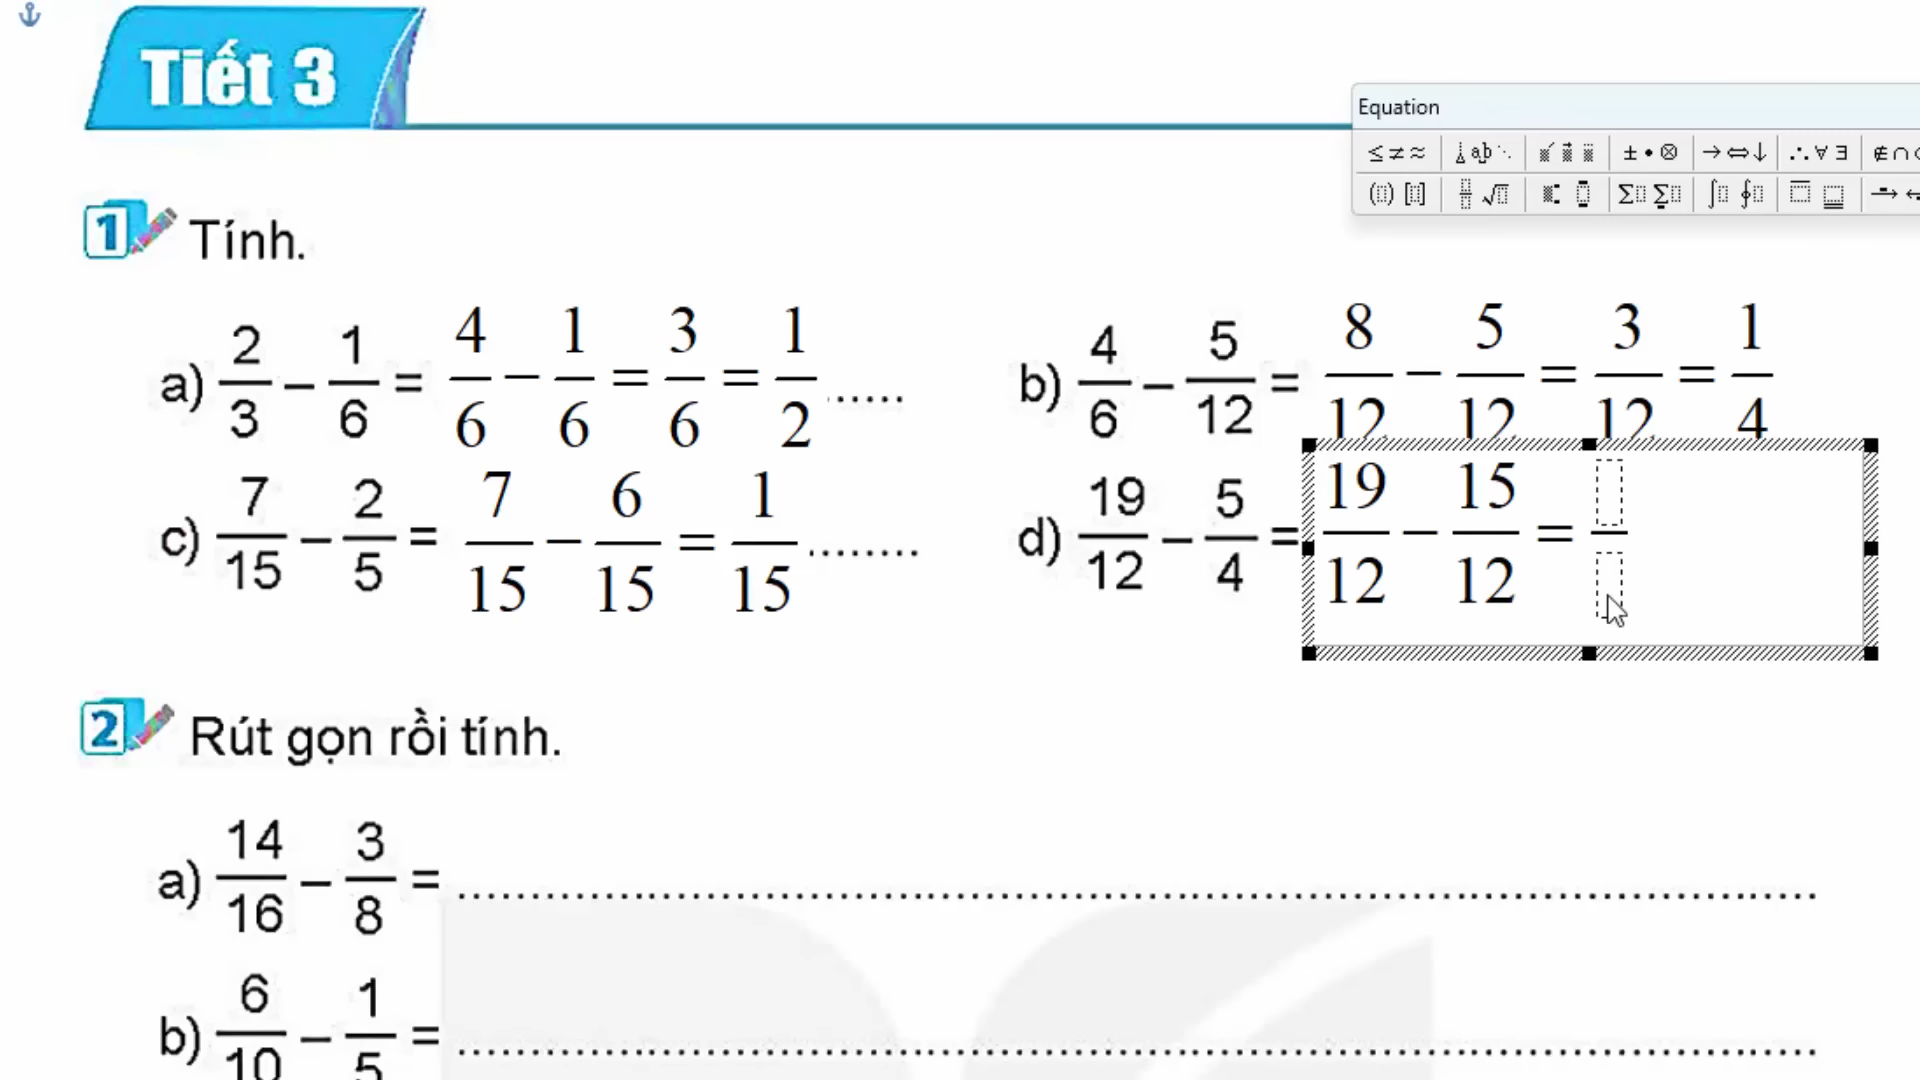 Tiết 3
Equation
1 Tính.
a) 2/3 − 1/6 = 4/6 − 1/6 = 3/6 = 1/2 ......
b) 4/6 − 5/12 = 8/12 − 5/12 = 3/12 = 1/4
c) 7/15 − 2/5 = 7/15 − 6/15 = 1/15 ........
d) 19/12 − 5/4 = 19/12 − 15/12 =
2 Rút gọn rồi tính.
a) 14/16 − 3/8 = ........
b) 6/10 − 1/5 = ........